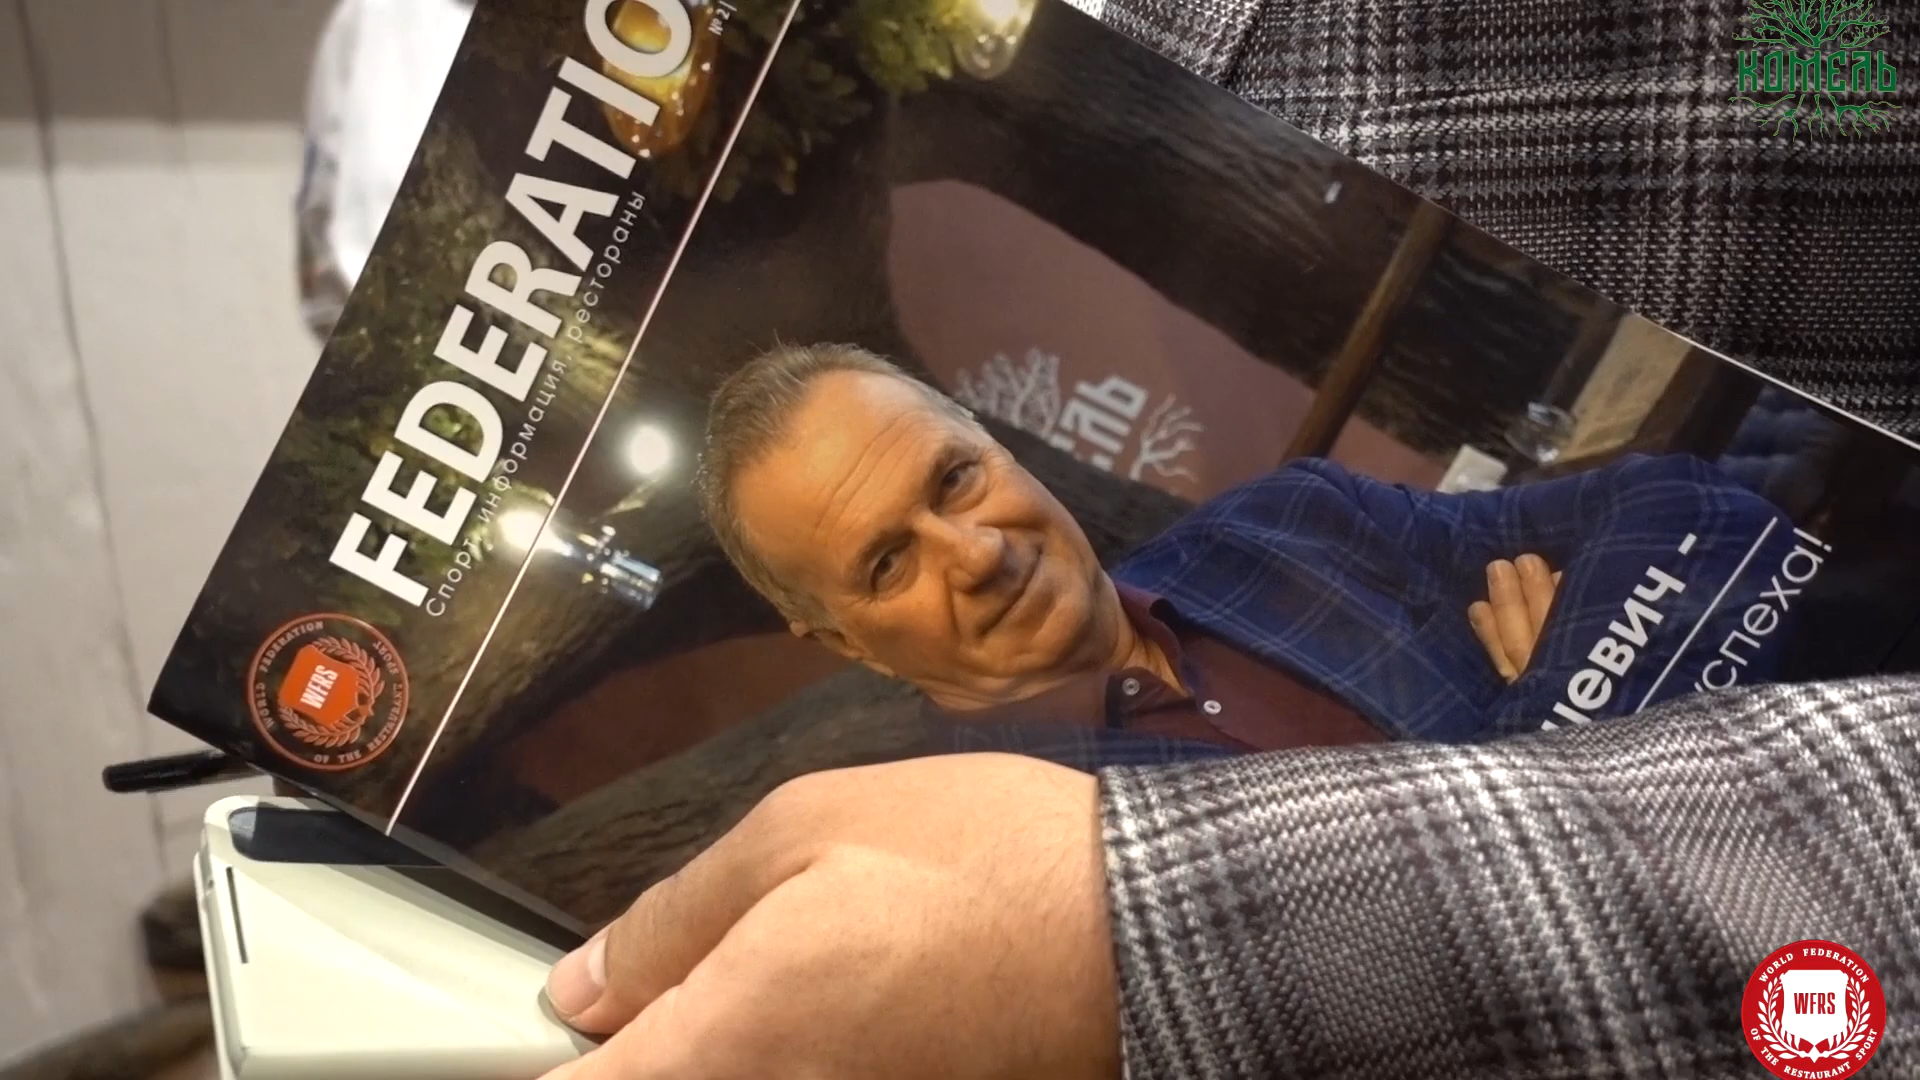 FEDERATIO
№2|
Спорт, информация, рестораны
WORLD FEDERATION
OF THE RESTAURANT SPORT
WFRS
ЕЛЬ
шевич -
успеха!
КОМЕЛЬ
WORLD FEDERATION
OF THE RESTAURANT SPORT
WFRS